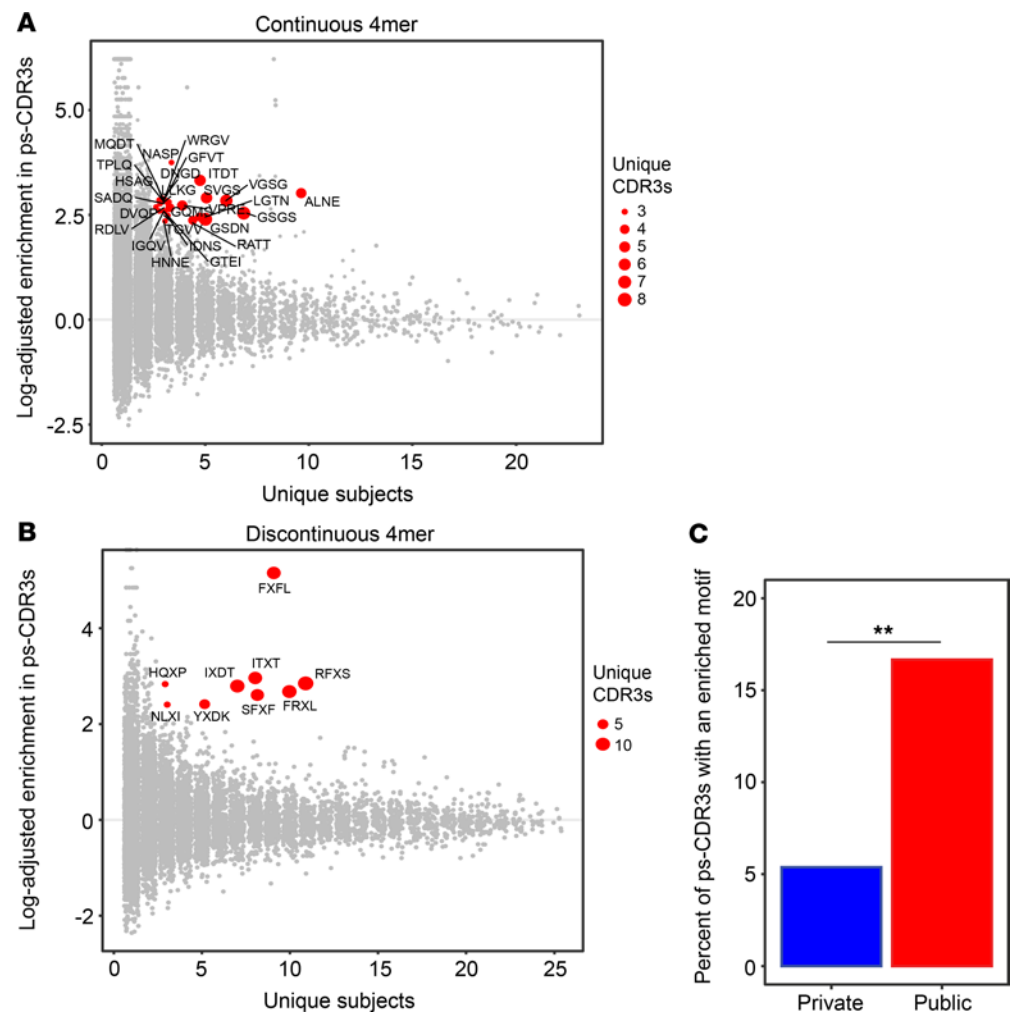 A
Continuous 4mer
Log-adjusted enrichment in ps-CDR3s
5.0
2.5
0.0
-2.5
MQDT
WRGV
NASP
GFVT
TPLQ
DNGD
ITDT
HSAG
LKG
SVGS
VGSG
SADQ
LGTN
ALNE
DVQF
GQMS
VPRE
GSGS
RDLV
TGVV
GSDN
IGQV
IDNS
RATT
HNNE
GTEI
0
5
10
15
20
Unique subjects
Unique
CDR3s
3
4
5
6
7
8
B
Discontinuous 4mer
Log-adjusted enrichment in ps-CDR3s
4
2
0
-2
FXFL
HQXP
IXDT
ITXT
RFXS
NLXI
YXDK
SFXF
FRXL
0
5
10
15
20
25
Unique subjects
Unique
CDR3s
5
10
C
Percent of ps-CDR3s with an enriched motif
20
15
10
5
0
**
Private
Public